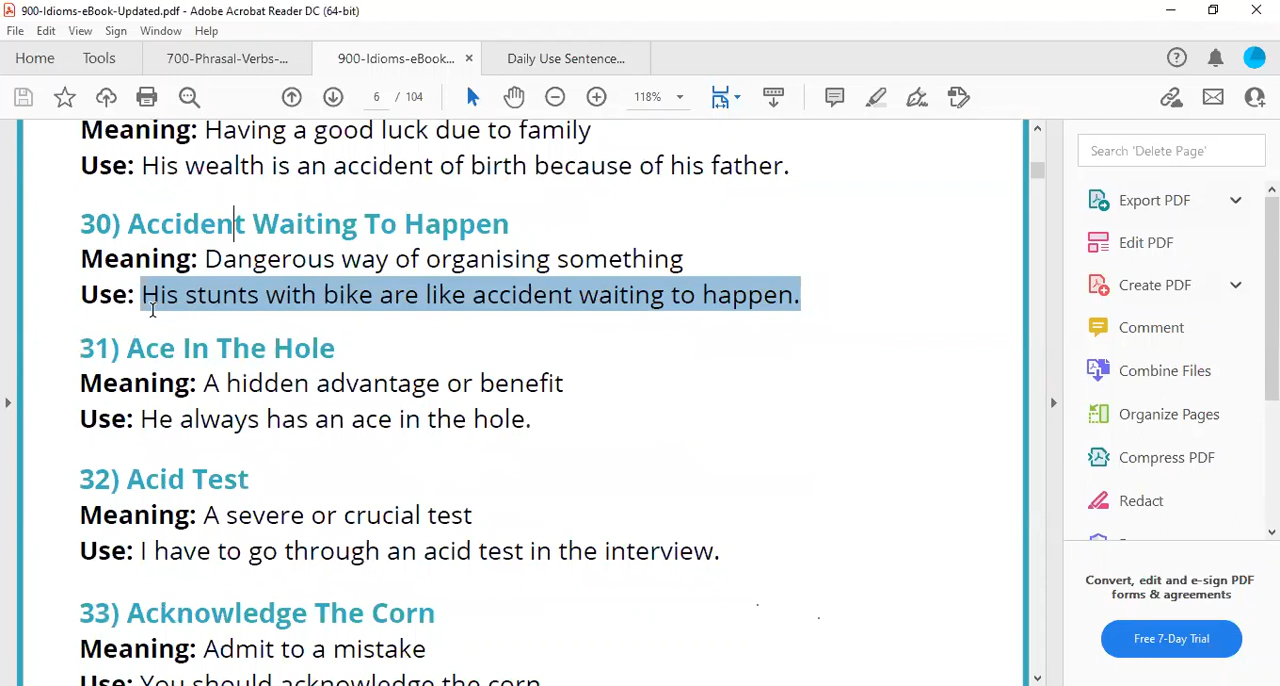 900-Idioms-eBook-Updated.pdf - Adobe Acrobat Reader DC (64-bit)
File Edit View Sign Window Help
Home Tools 700-Phrasal-Verbs-... 900-Idioms-eBook... × Daily Use Sentence...
6 / 104 118%
Meaning: Having a good luck due to family
Use: His wealth is an accident of birth because of his father.
30) Accident Waiting To Happen
Meaning: Dangerous way of organising something
Use: His stunts with bike are like accident waiting to happen.
31) Ace In The Hole
Meaning: A hidden advantage or benefit
Use: He always has an ace in the hole.
32) Acid Test
Meaning: A severe or crucial test
Use: I have to go through an acid test in the interview.
33) Acknowledge The Corn
Meaning: Admit to a mistake
Use: You should acknowledge the corn
Search 'Delete Page'
Export PDF
Edit PDF
Create PDF
Comment
Combine Files
Organize Pages
Compress PDF
Redact
Convert, edit and e-sign PDF
forms & agreements
Free 7-Day Trial